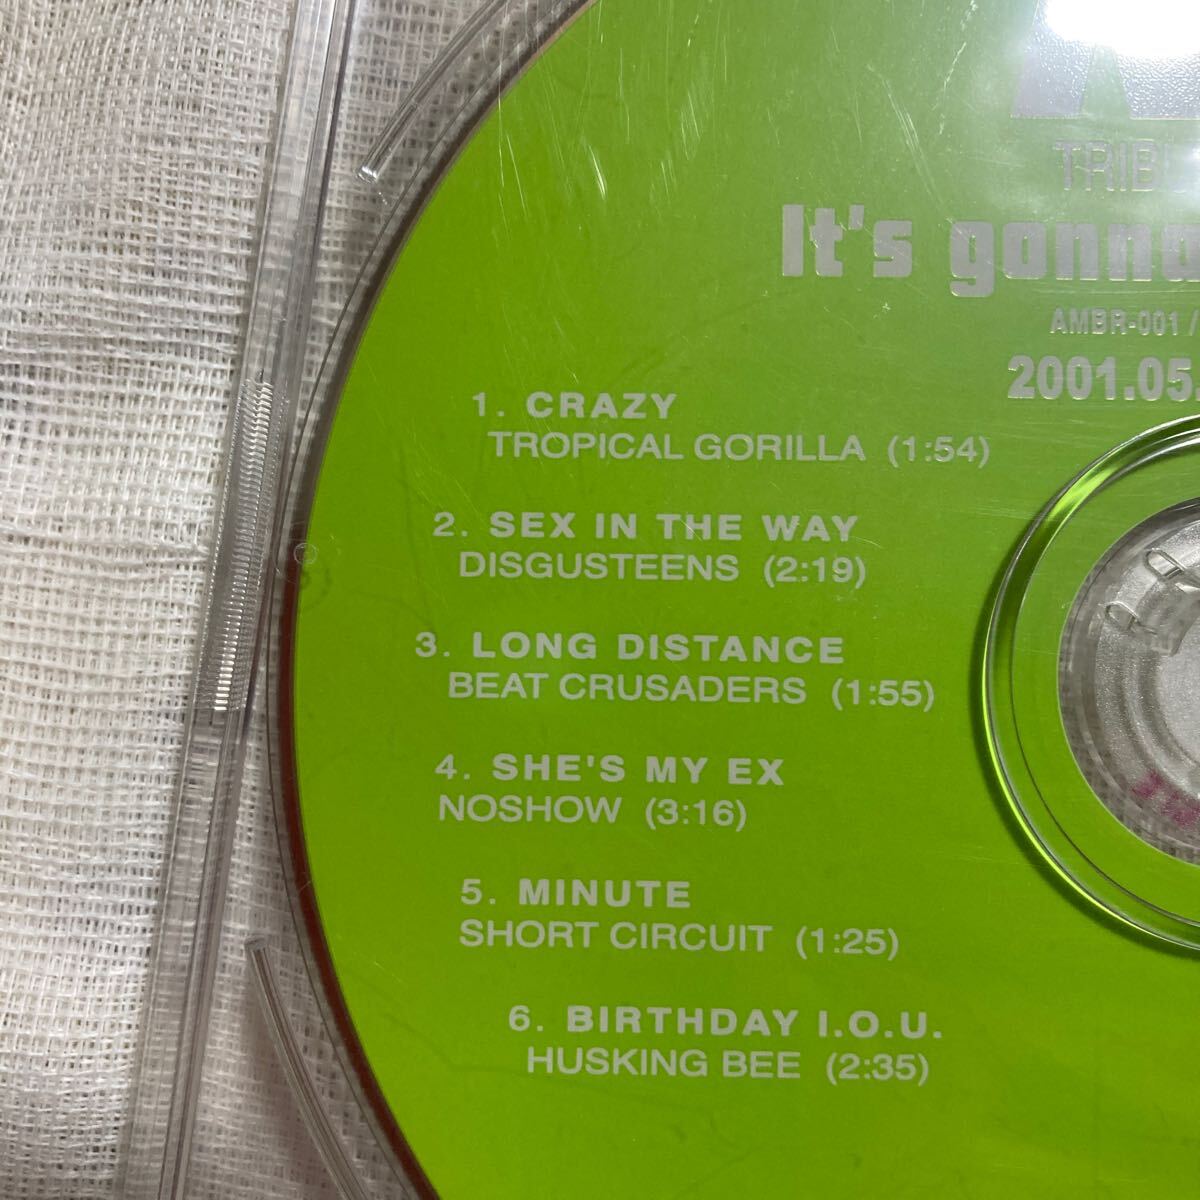 TRIBU
It's gonna
AMBR-001 /
2001.05.
1. CRAZY
TROPICAL GORILLA (1:54)
2. SEX IN THE WAY
DISGUSTEENS (2:19)
3. LONG DISTANCE
BEAT CRUSADERS (1:55)
4. SHE'S MY EX
NOSHOW (3:16)
5. MINUTE
SHORT CIRCUIT (1:25)
6. BIRTHDAY I.O.U.
HUSKING BEE (2:35)